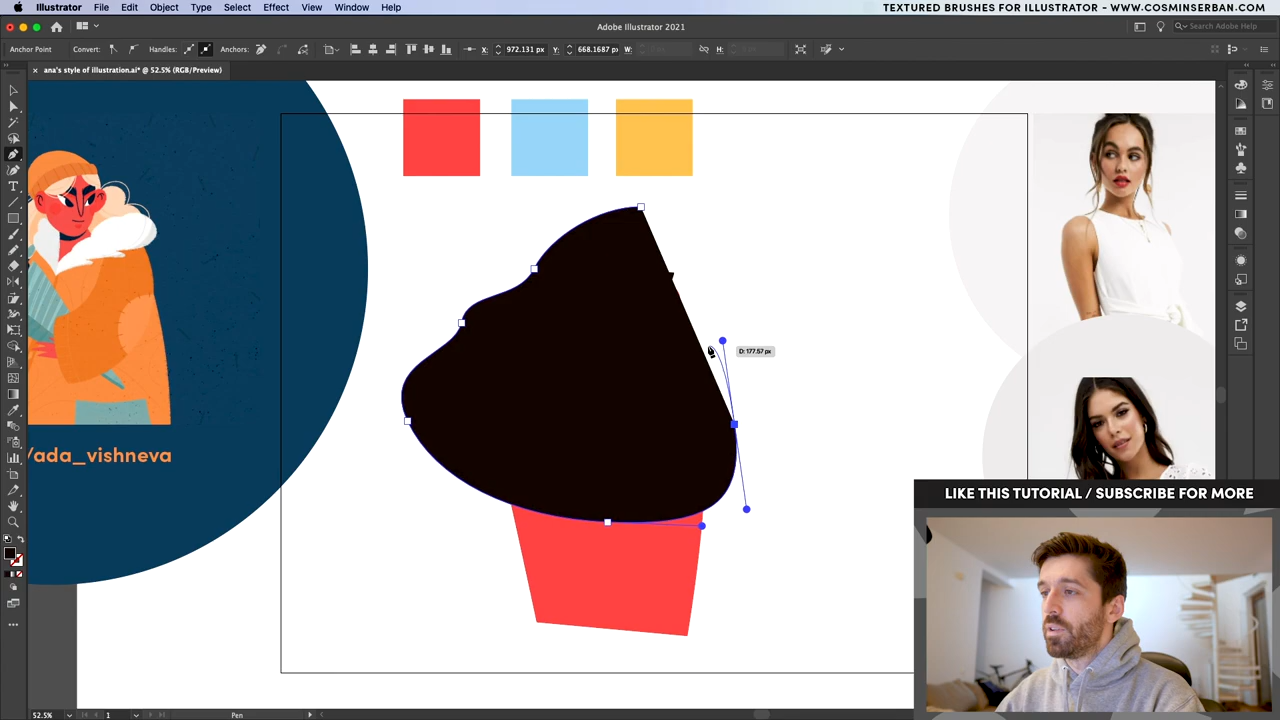 Illustrator File Edit Object Type Select Effect View Window Help
TEXTURED BRUSHES FOR ILLUSTRATOR - WWW.COSMINSERBAN.COM
Adobe Illustrator 2021
Search Adobe Help
Anchor Point Convert: Handles: Anchors: X: 972.131 px Y: 668.1687 px W: H:
× ana's style of illustration.ai* @ 52.5% (RGB/Preview)
D: 177.57 px
/ada_vishneva
LIKE THIS TUTORIAL / SUBSCRIBE FOR MORE
52.5% 1 Pen